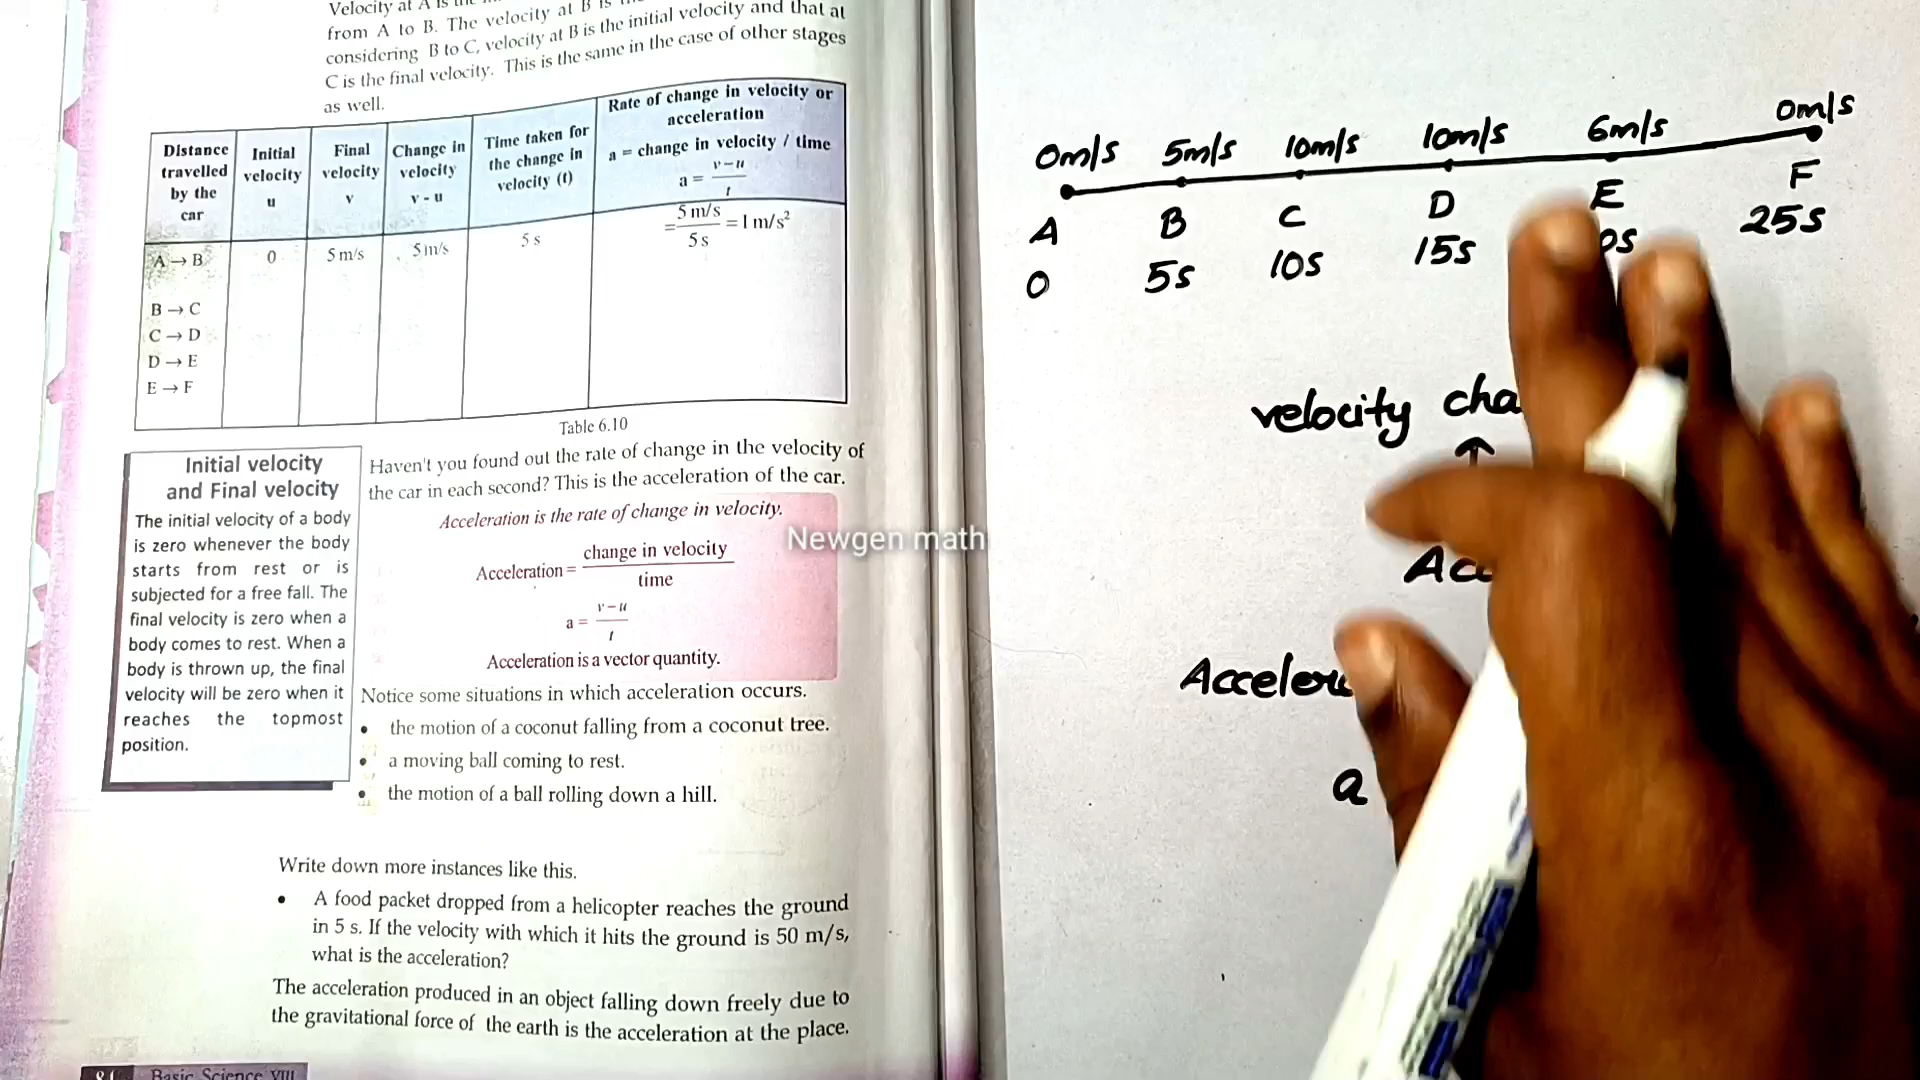 Velocity at A is the
from A to B. The velocity at B is
considering B to C, velocity at B is the initial velocity and that at
C is the final velocity. This is the same in the case of other stages
as well.
Distance travelled by the car
Initial velocity u
Final velocity v
Change in velocity v - u
Time taken for the change in velocity (t)
Rate of change in velocity or acceleration
a = change in velocity / time
a = v - u / t
A → B 0 5 m/s 5 m/s 5 s = 5 m/s / 5 s = 1 m/s²
B → C
C → D
D → E
E → F
Table 6.10
Initial velocity
and Final velocity
The initial velocity of a body
is zero whenever the body
starts from rest or is
subjected for a free fall. The
final velocity is zero when a
body comes to rest. When a
body is thrown up, the final
velocity will be zero when it
reaches the topmost
position.
Haven't you found out the rate of change in the velocity of
the car in each second? This is the acceleration of the car.
Acceleration is the rate of change in velocity.
Acceleration = change in velocity / time
a = v - u / t
Acceleration is a vector quantity.
Notice some situations in which acceleration occurs.
• the motion of a coconut falling from a coconut tree.
• a moving ball coming to rest.
• the motion of a ball rolling down a hill.
Write down more instances like this.
• A food packet dropped from a helicopter reaches the ground
in 5 s. If the velocity with which it hits the ground is 50 m/s,
what is the acceleration?
The acceleration produced in an object falling down freely due to
the gravitational force of the earth is the acceleration at the place.
Basic Science VIII
Newgen math
0m/s 5m/s 10m/s 10m/s 6m/s 0m/s
A B C D E F
0 5s 10s 15s 25s
velocity cha
↑
a